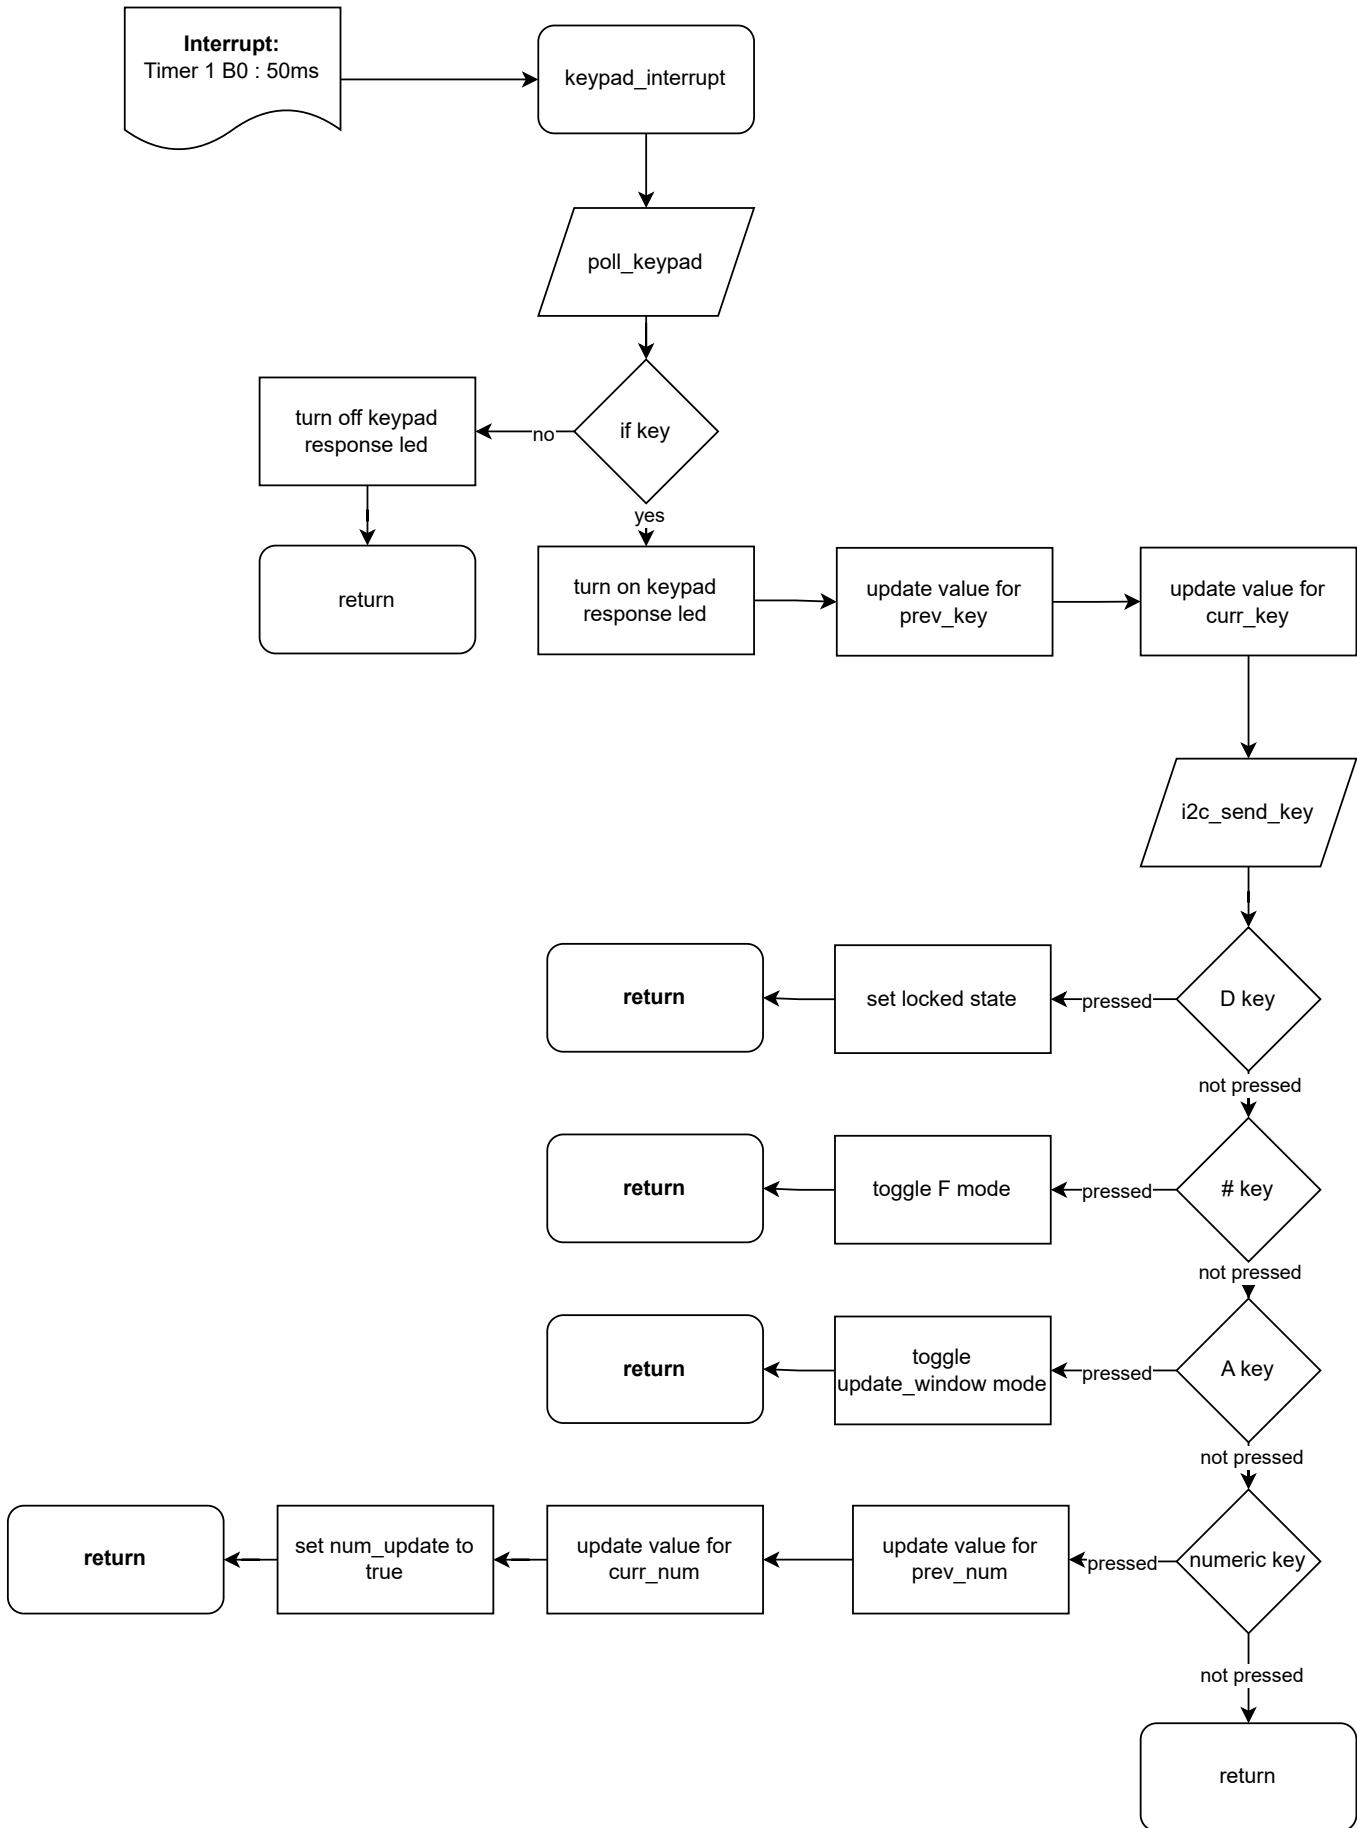 Interrupt:
Timer 1 B0 : 50ms
keypad_interrupt
poll_keypad
if key
no
turn off keypad
response led
return
yes
turn on keypad
response led
update value for
prev_key
update value for
curr_key
i2c_send_key
D key
pressed
set locked state
return
not pressed
# key
pressed
toggle F mode
return
not pressed
A key
pressed
toggle
update_window mode
return
not pressed
numeric key
pressed
update value for
prev_num
update value for
curr_num
set num_update to
true
return
not pressed
return